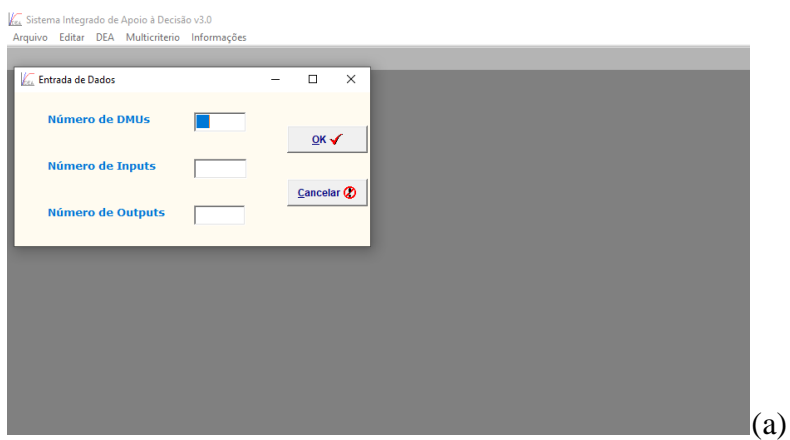 Sistema Integrado de Apoio à Decisão v3.0
Arquivo Editar DEA Multicriterio Informações
Entrada de Dados
Número de DMUs
OK
Número de Inputs
Cancelar
Número de Outputs
(a)